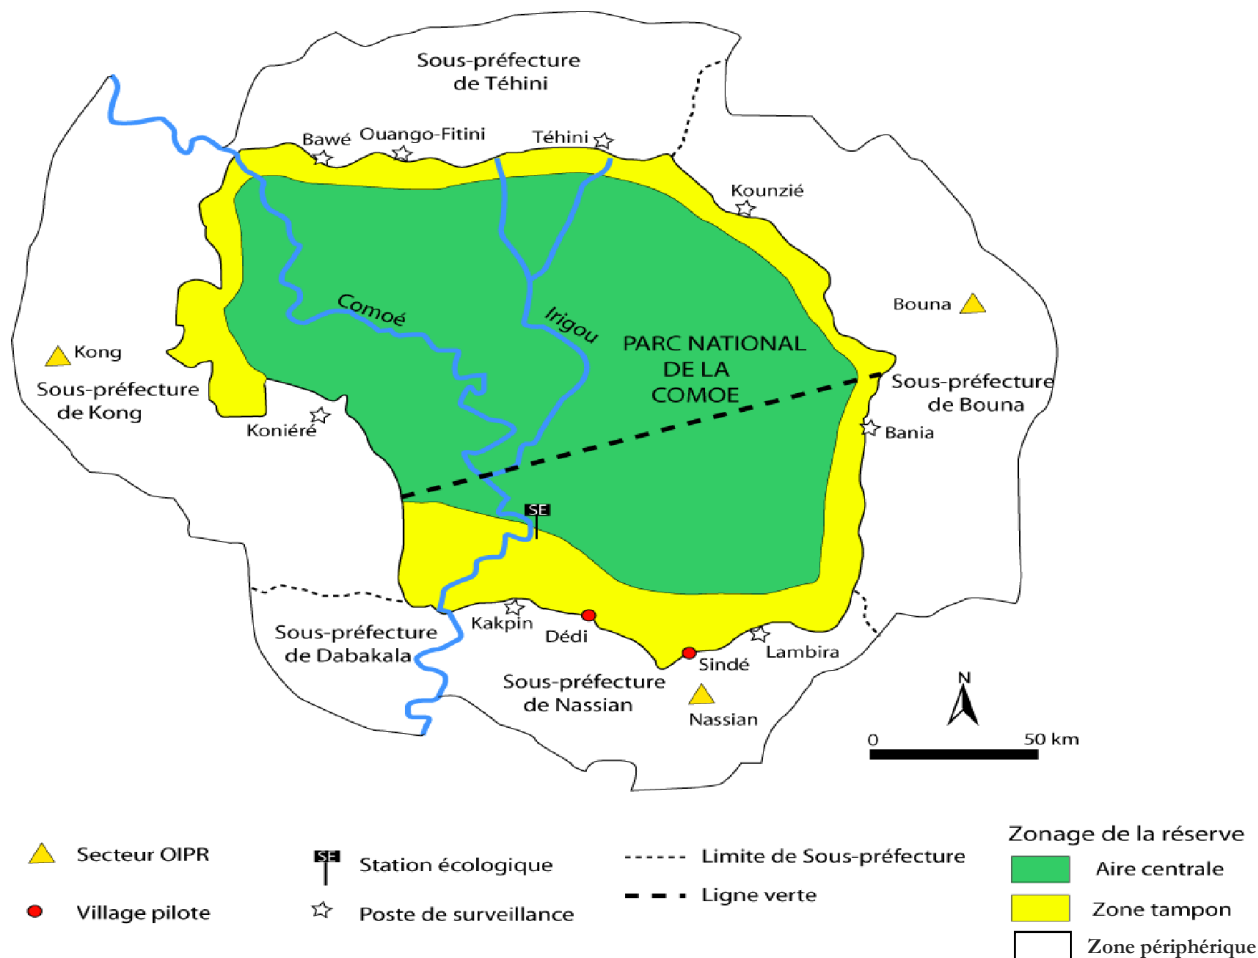 Sous-préfecture
de Téhini
Bawé
Ouango-Fitini
Téhini
Kounzié
Bouna
Comoé
Irigou
PARC NATIONAL
DE LA
COMOE
Kong
Sous-préfecture
de Kong
Koniéré
Sous-préfecture
de Bouna
Bania
SE
Kakpin
Dédi
Sindé
Lambira
Sous-préfecture
de Dabakala
Sous-préfecture
de Nassian
Nassian
N
0 50 km
Secteur OIPR
Village pilote
SE
Station écologique
Poste de surveillance
Limite de Sous-préfecture
Ligne verte
Zonage de la réserve
Aire centrale
Zone tampon
Zone périphérique